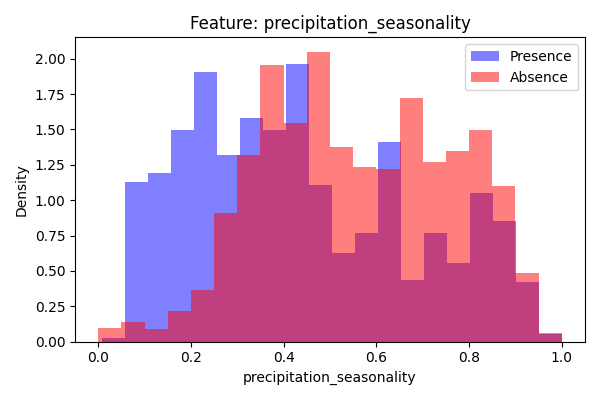 Feature: precipitation_seasonality
Presence
Absence
2.00
1.75
1.50
1.25
1.00
0.75
0.50
0.25
0.00
Density
0.0 0.2 0.4 0.6 0.8 1.0
precipitation_seasonality